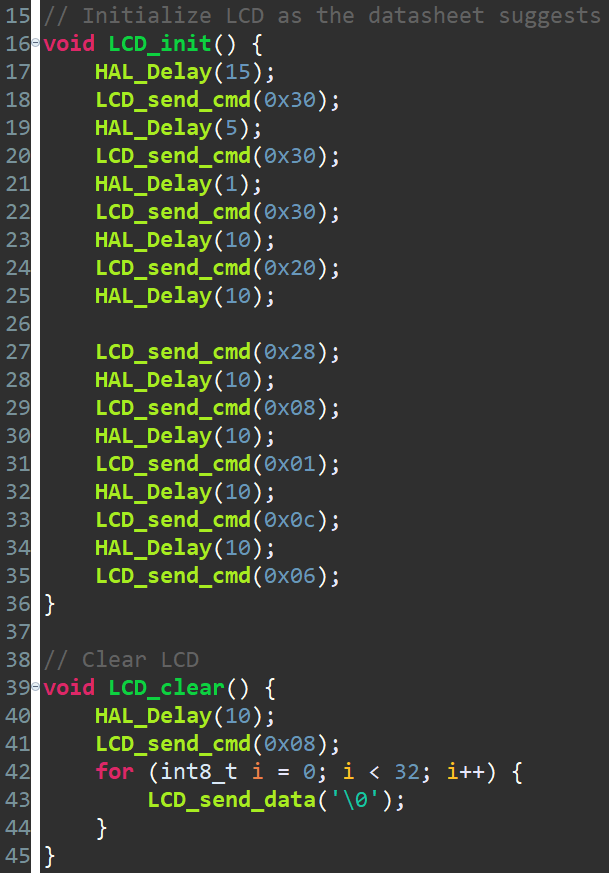 15 // Initialize LCD as the datasheet suggests
16 void LCD_init() {
17     HAL_Delay(15);
18     LCD_send_cmd(0x30);
19     HAL_Delay(5);
20     LCD_send_cmd(0x30);
21     HAL_Delay(1);
22     LCD_send_cmd(0x30);
23     HAL_Delay(10);
24     LCD_send_cmd(0x20);
25     HAL_Delay(10);
26
27     LCD_send_cmd(0x28);
28     HAL_Delay(10);
29     LCD_send_cmd(0x08);
30     HAL_Delay(10);
31     LCD_send_cmd(0x01);
32     HAL_Delay(10);
33     LCD_send_cmd(0x0c);
34     HAL_Delay(10);
35     LCD_send_cmd(0x06);
36 }
37
38 // Clear LCD
39 void LCD_clear() {
40     HAL_Delay(10);
41     LCD_send_cmd(0x08);
42     for (int8_t i = 0; i < 32; i++) {
43         LCD_send_data('\0');
44     }
45 }